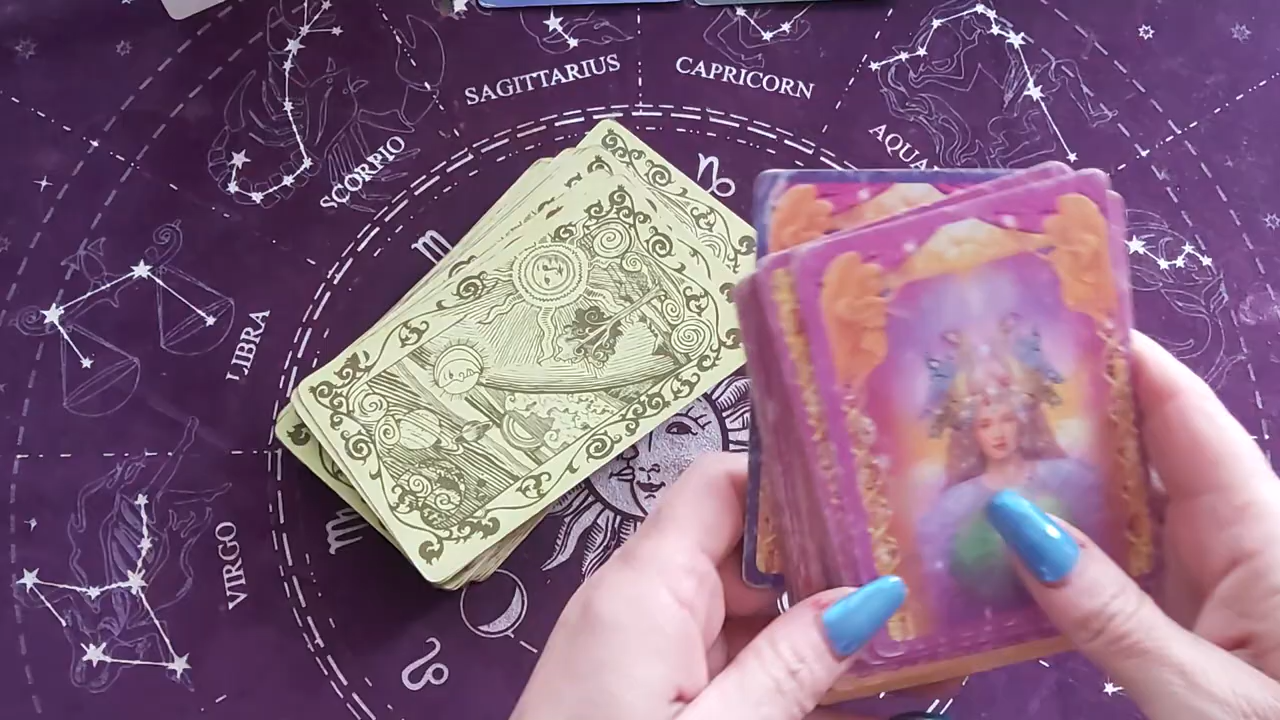 SAGITTARIUS
CAPRICORN
SCORPIO
AQUA
LIBRA
VIRGO